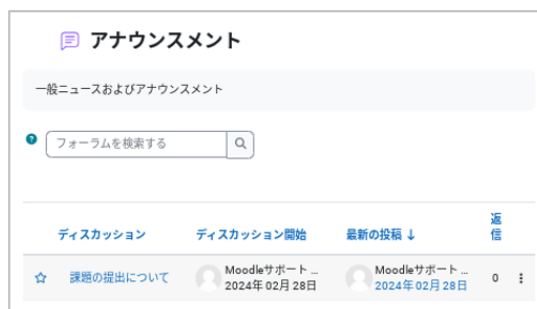 アナウンスメント
一般ニュースおよびアナウンスメント
? フォーラムを検索する
ディスカッション ディスカッション開始 最新の投稿 ↓ 返信
課題の提出について Moodleサポート ... Moodleサポート ... 0
2024年 02月 28日 2024年 02月 28日